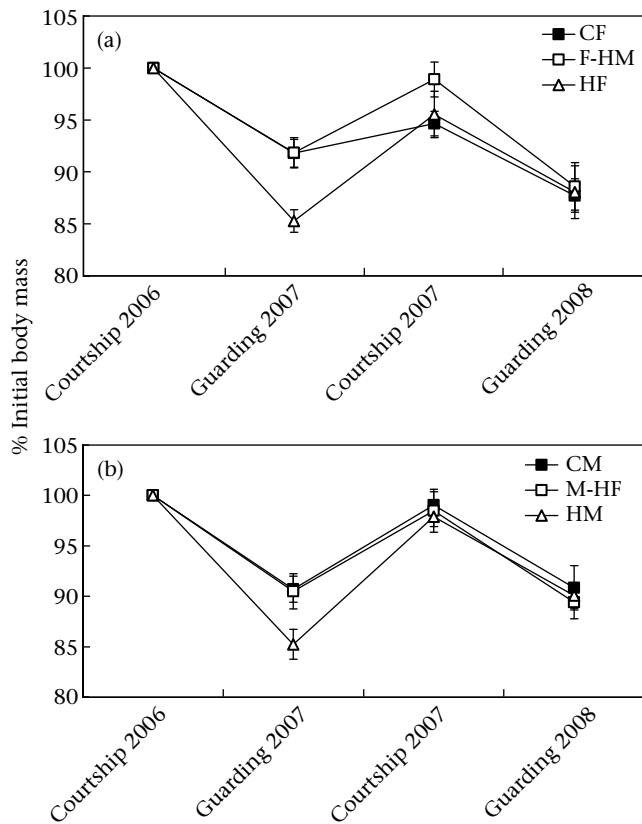 % Initial body mass
(a)
CF
F-HM
HF
105
100
95
90
85
80
Courtship 2006
Guarding 2007
Courtship 2007
Guarding 2008
(b)
CM
M-HF
HM
105
100
95
90
85
80
Courtship 2006
Guarding 2007
Courtship 2007
Guarding 2008